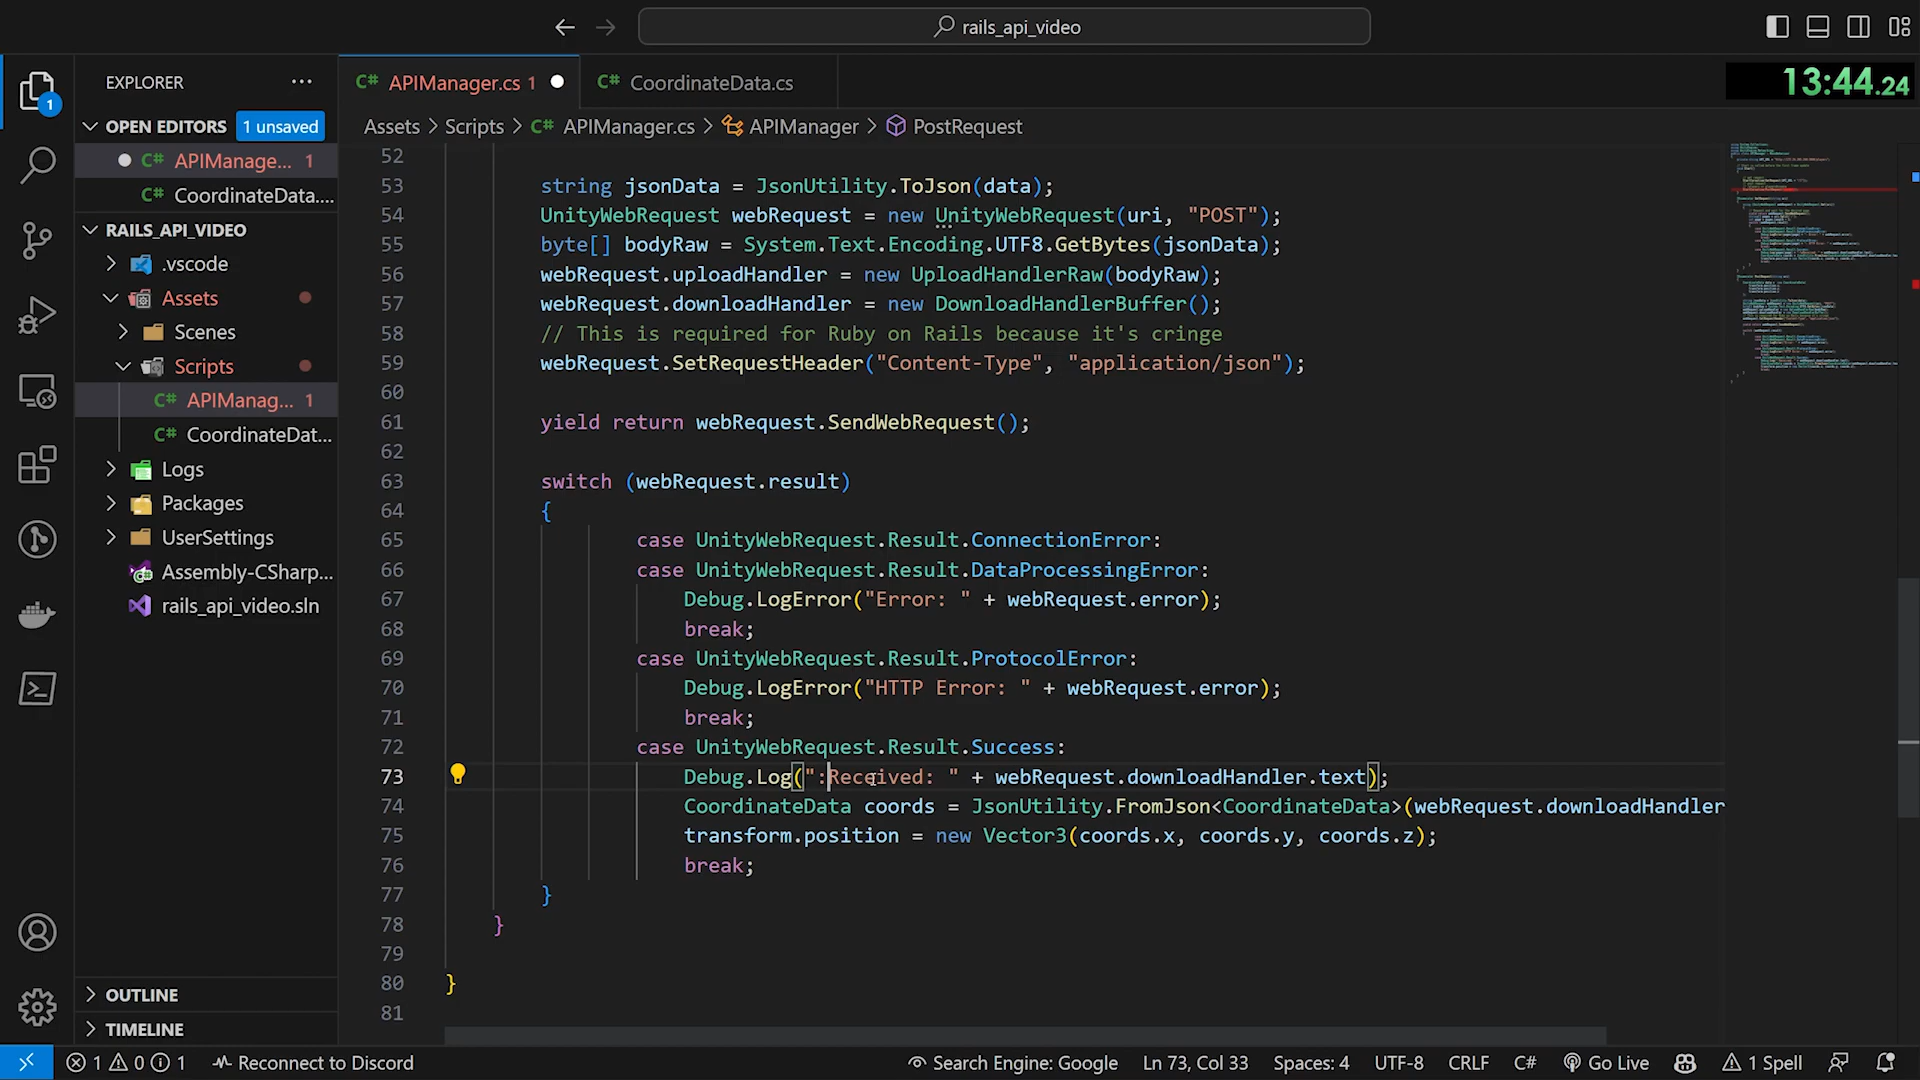 rails_api_video
EXPLORER
APIManager.cs 1
CoordinateData.cs
13:44.24
OPEN EDITORS
1 unsaved
Assets > Scripts > APIManager.cs > APIManager > PostRequest
APIManage... 1
CoordinateData....
RAILS_API_VIDEO
.vscode
Assets
Scenes
Scripts
APIManag... 1
CoordinateDat...
Logs
Packages
UserSettings
Assembly-CSharp...
rails_api_video.sln
OUTLINE
TIMELINE
1
52
53 string jsonData = JsonUtility.ToJson(data);
54 UnityWebRequest webRequest = new UnityWebRequest(uri, "POST");
55 byte[] bodyRaw = System.Text.Encoding.UTF8.GetBytes(jsonData);
56 webRequest.uploadHandler = new UploadHandlerRaw(bodyRaw);
57 webRequest.downloadHandler = new DownloadHandlerBuffer();
58 // This is required for Ruby on Rails because it's cringe
59 webRequest.SetRequestHeader("Content-Type", "application/json");
60
61 yield return webRequest.SendWebRequest();
62
63 switch (webRequest.result)
64 {
65 case UnityWebRequest.Result.ConnectionError:
66 case UnityWebRequest.Result.DataProcessingError:
67 Debug.LogError("Error: " + webRequest.error);
68 break;
69 case UnityWebRequest.Result.ProtocolError:
70 Debug.LogError("HTTP Error: " + webRequest.error);
71 break;
72 case UnityWebRequest.Result.Success:
73 Debug.Log(":Received: " + webRequest.downloadHandler.text);
74 CoordinateData coords = JsonUtility.FromJson<CoordinateData>(webRequest.downloadHandler
75 transform.position = new Vector3(coords.x, coords.y, coords.z);
76 break;
77 }
78 }
79
80 }
81
1 0 1 Reconnect to Discord Search Engine: Google Ln 73, Col 33 Spaces: 4 UTF-8 CRLF C# Go Live 1 Spell